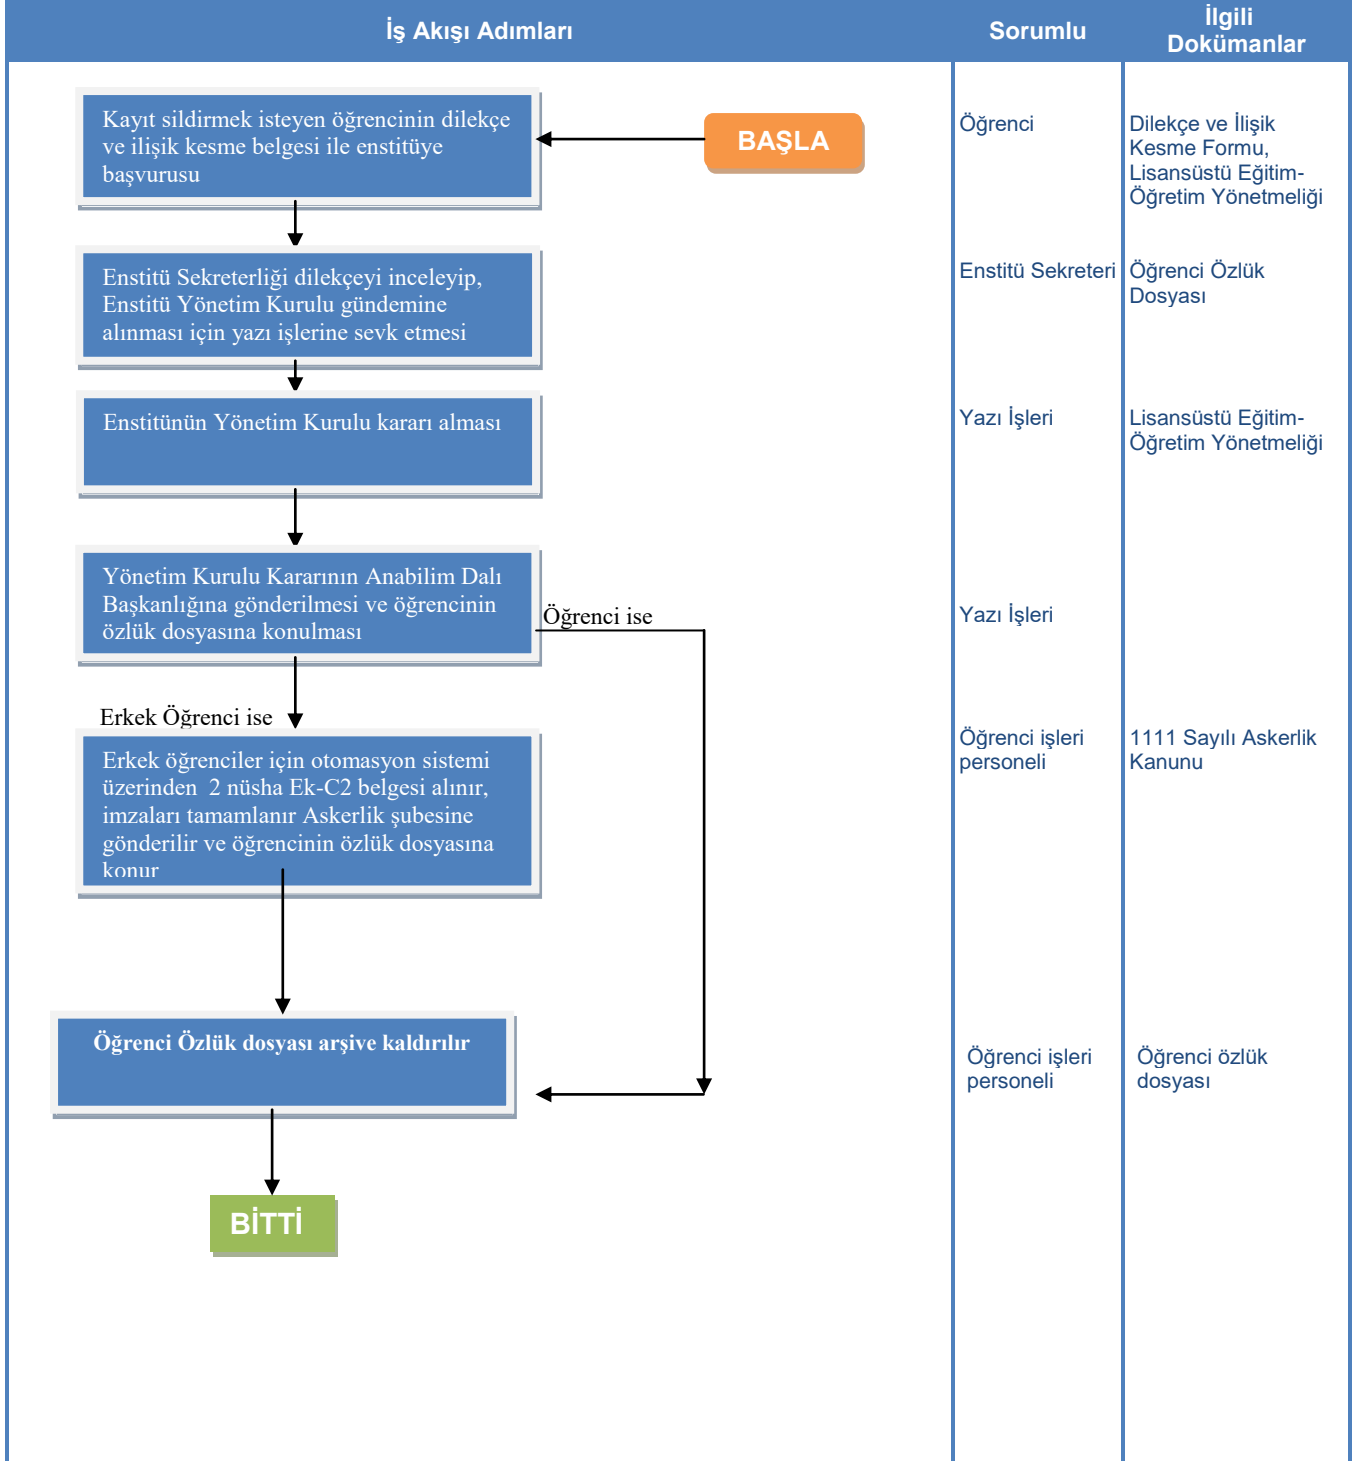 İş Akışı Adımları
Sorumlu
İlgili
Dokümanlar
Kayıt sildirmek isteyen öğrencinin dilekçe
ve ilişik kesme belgesi ile enstitüye
başvurusu
BAŞLA
Öğrenci
Dilekçe ve İlişik
Kesme Formu,
Lisansüstü Eğitim-
Öğretim Yönetmeliği
Enstitü Sekreterliği dilekçeyi inceleyip,
Enstitü Yönetim Kurulu gündemine
alınması için yazı işlerine sevk etmesi
Enstitü Sekreteri
Öğrenci Özlük
Dosyası
Enstitünün Yönetim Kurulu kararı alması
Yazı İşleri
Lisansüstü Eğitim-
Öğretim Yönetmeliği
Yönetim Kurulu Kararının Anabilim Dalı
Başkanlığına gönderilmesi ve öğrencinin
özlük dosyasına konulması
Öğrenci ise
Yazı İşleri
Erkek Öğrenci ise
Erkek öğrenciler için otomasyon sistemi
üzerinden  2 nüsha Ek-C2 belgesi alınır,
imzaları tamamlanır Askerlik şubesine
gönderilir ve öğrencinin özlük dosyasına
konur
Öğrenci işleri
personeli
1111 Sayılı Askerlik
Kanunu
Öğrenci Özlük dosyası arşive kaldırılır
Öğrenci işleri
personeli
Öğrenci özlük
dosyası
BİTTİ